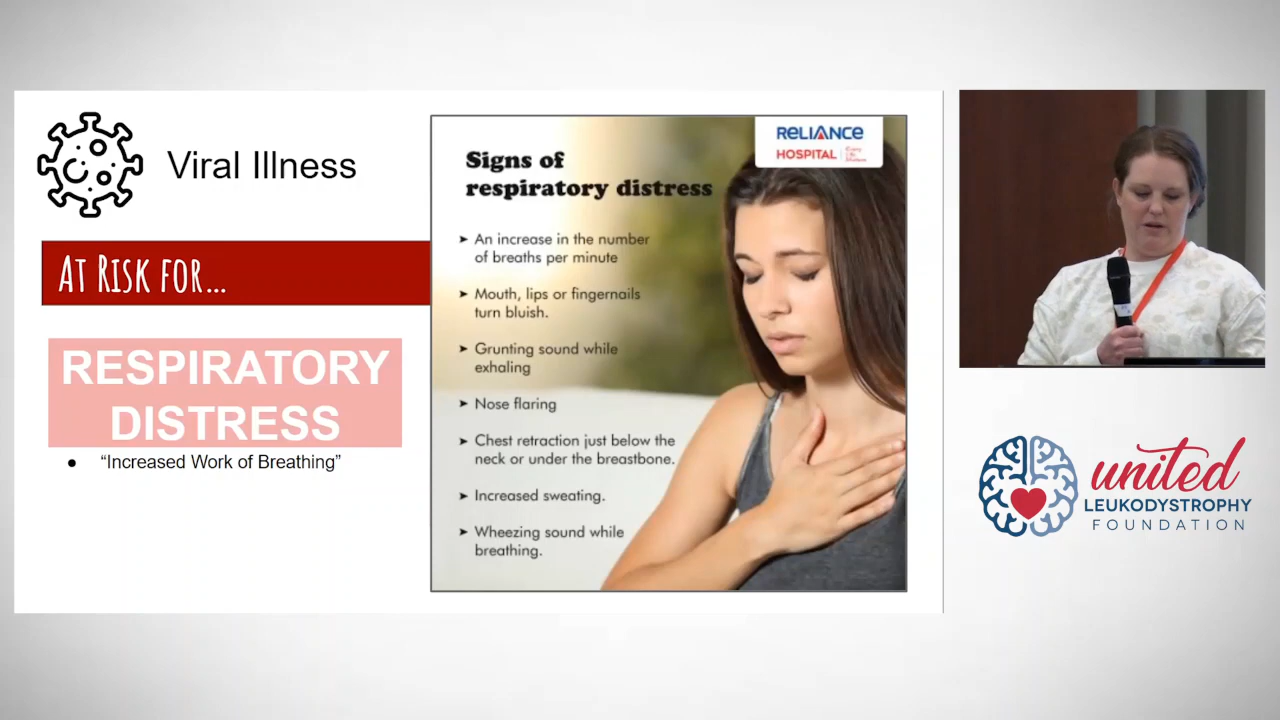 Viral Illness
AT RISK FOR...
RESPIRATORY
DISTRESS
● “Increased Work of Breathing”
RELIANCE
HOSPITAL
Signs of
respiratory distress
➤ An increase in the number
of breaths per minute
➤ Mouth, lips or fingernails
turn bluish.
➤ Grunting sound while
exhaling
➤ Nose flaring
➤ Chest retraction just below the
neck or under the breastbone.
➤ Increased sweating.
➤ Wheezing sound while
breathing.
united
LEUKODYSTROPHY
FOUNDATION